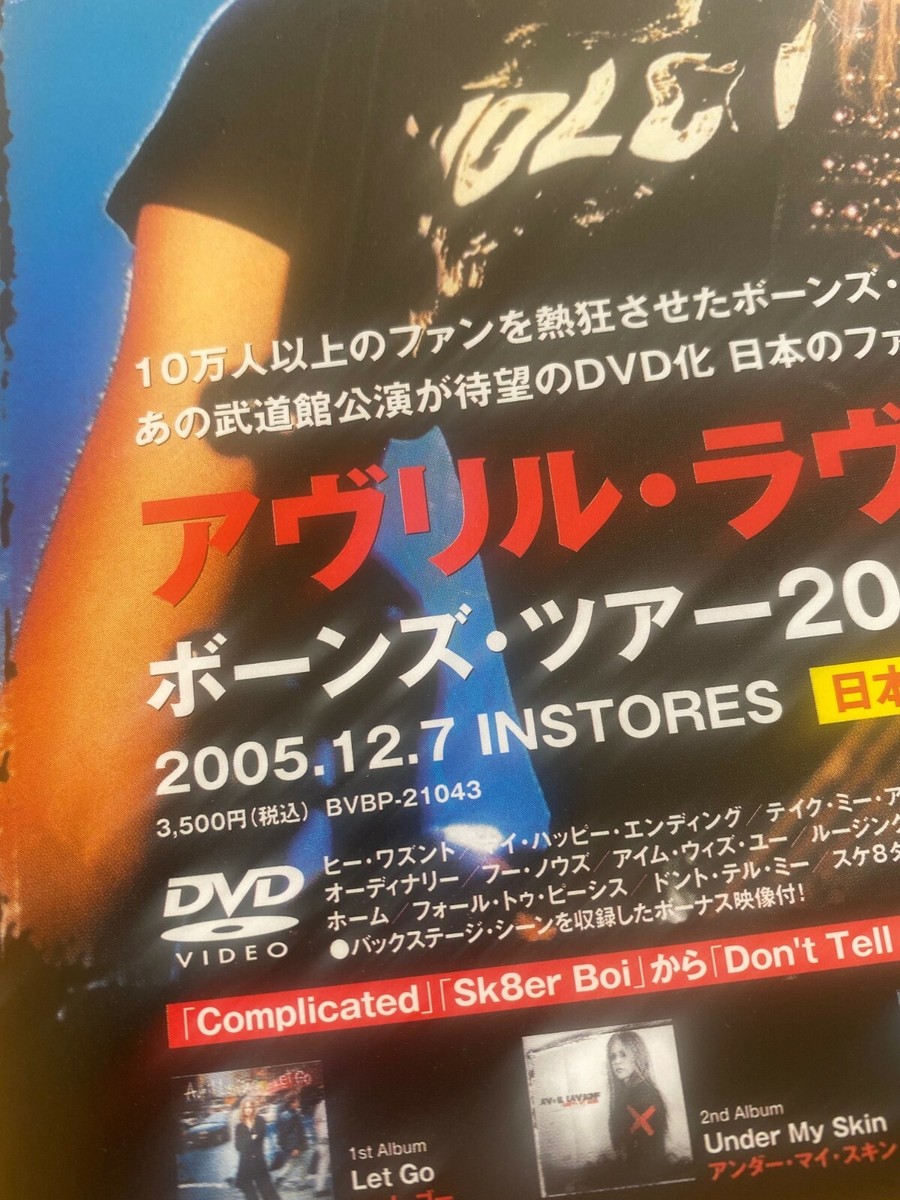 10万人以上のファンを熱狂させたボーンズ・
あの武道館公演が待望のDVD化 日本のファ
アヴリル・ラヴ
ボーンズ・ツアー20
2005.12.7 INSTORES 日本
3,500円(税込) BVBP-21043
DVD
VIDEO
ヒー・ワズント／マイ・ハッピー・エンディング／テイク・ミー・ア
オーディナリー／フー・ノウズ／アイム・ウィズ・ユー／ルージング
ホーム／フォール・トゥ・ピーシス／ドント・テル・ミー／スケ8タ
●バックステージ・シーンを収録したボーナス映像付!
「Complicated」「Sk8er Boi」から「Don't Tell
LET GO
1st Album
Let Go
AVRIL LAVIGNE
2nd Album
Under My Skin
アンダー・マイ・スキン